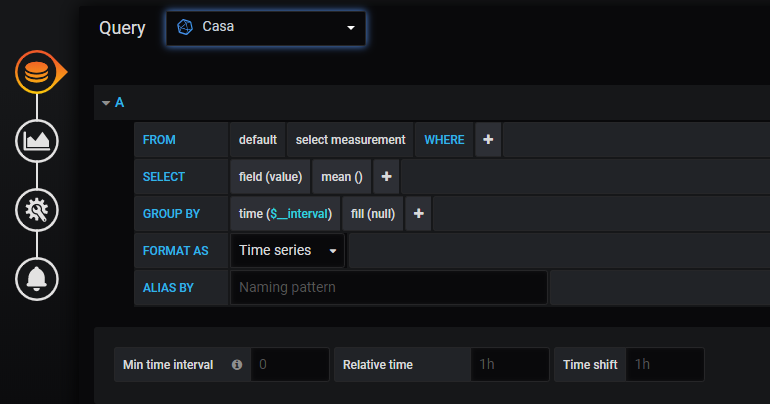 Query Casa
A
FROM default select measurement WHERE +
SELECT field (value) mean () +
GROUP BY time ($__interval) fill (null) +
FORMAT AS Time series
ALIAS BY Naming pattern
Min time interval 0 Relative time 1h Time shift 1h